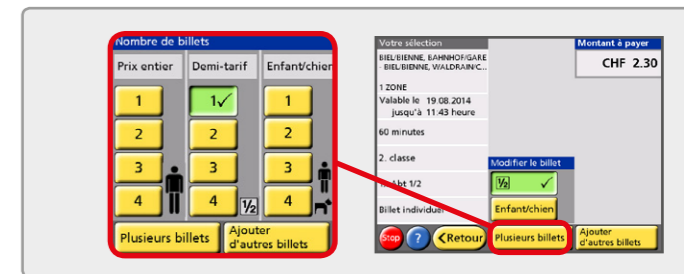 Nombre de billets
Prix entier Demi-tarif Enfant/chien
1 1✓ 1
2 2 2
3 3 3
4 4 ½ 4
Plusieurs billets
Ajouter
d'autres billets
Votre sélection
BIEL/BIENNE, BAHNHOF/GARE
- BIEL/BIENNE, WALDRAIN/C...
1 ZONE
Valable le 19.08.2014
jusqu'à 11:43 heure
60 minutes
2. classe
Abt 1/2
Billet individuel
Montant à payer
CHF 2.30
Modifier le billet
½ ✓
Enfant/chien
Stop ? <Retour Plusieurs billets
Ajouter
d'autres billets